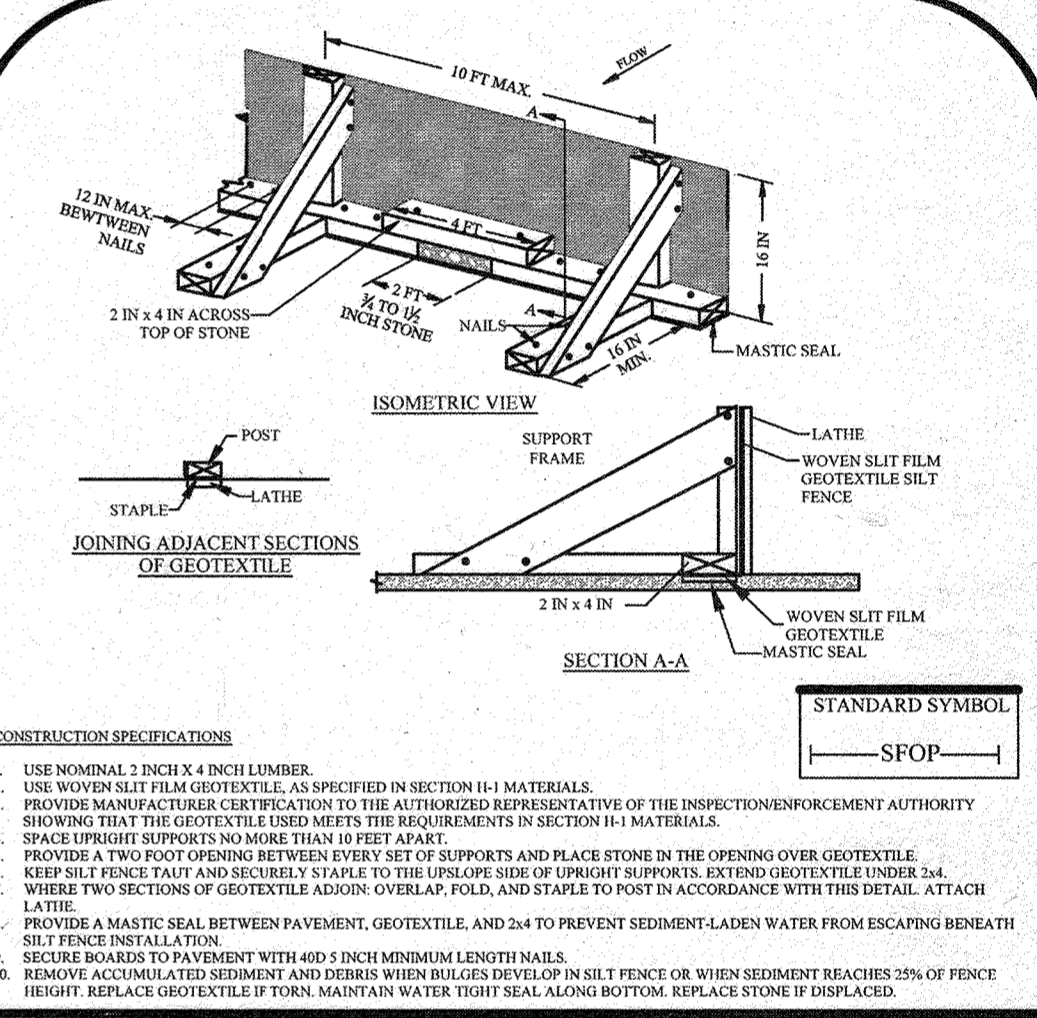 FLOW
10 FT MAX.
A
12 IN MAX.
BEWTWEEN
NAILS
4 FT
16 IN
2 FT
¾ TO 1½
INCH STONE
2 IN x 4 IN ACROSS
TOP OF STONE
A
NAILS
16 IN
MIN.
MASTIC SEAL
ISOMETRIC VIEW
POST
LATHE
STAPLE
JOINING ADJACENT SECTIONS
OF GEOTEXTILE
SUPPORT
FRAME
LATHE
WOVEN SLIT FILM
GEOTEXTILE SILT
FENCE
2 IN x 4 IN
WOVEN SLIT FILM
GEOTEXTILE
MASTIC SEAL
SECTION A-A
STANDARD SYMBOL
SFOP
CONSTRUCTION SPECIFICATIONS
. USE NOMINAL 2 INCH X 4 INCH LUMBER.
. USE WOVEN SLIT FILM GEOTEXTILE, AS SPECIFIED IN SECTION H-1 MATERIALS.
. PROVIDE MANUFACTURER CERTIFICATION TO THE AUTHORIZED REPRESENTATIVE OF THE INSPECTION/ENFORCEMENT AUTHORITY
SHOWING THAT THE GEOTEXTILE USED MEETS THE REQUIREMENTS IN SECTION H-1 MATERIALS.
. SPACE UPRIGHT SUPPORTS NO MORE THAN 10 FEET APART.
. PROVIDE A TWO FOOT OPENING BETWEEN EVERY SET OF SUPPORTS AND PLACE STONE IN THE OPENING OVER GEOTEXTILE.
. KEEP SILT FENCE TAUT AND SECURELY STAPLE TO THE UPSLOPE SIDE OF UPRIGHT SUPPORTS. EXTEND GEOTEXTILE UNDER 2x4.
. WHERE TWO SECTIONS OF GEOTEXTILE ADJOIN: OVERLAP, FOLD, AND STAPLE TO POST IN ACCORDANCE WITH THIS DETAIL. ATTACH
LATHE.
. PROVIDE A MASTIC SEAL BETWEEN PAVEMENT, GEOTEXTILE, AND 2x4 TO PREVENT SEDIMENT-LADEN WATER FROM ESCAPING BENEATH
SILT FENCE INSTALLATION.
. SECURE BOARDS TO PAVEMENT WITH 40D 5 INCH MINIMUM LENGTH NAILS.
0. REMOVE ACCUMULATED SEDIMENT AND DEBRIS WHEN BULGES DEVELOP IN SILT FENCE OR WHEN SEDIMENT REACHES 25% OF FENCE
HEIGHT. REPLACE GEOTEXTILE IF TORN. MAINTAIN WATER TIGHT SEAL ALONG BOTTOM. REPLACE STONE IF DISPLACED.